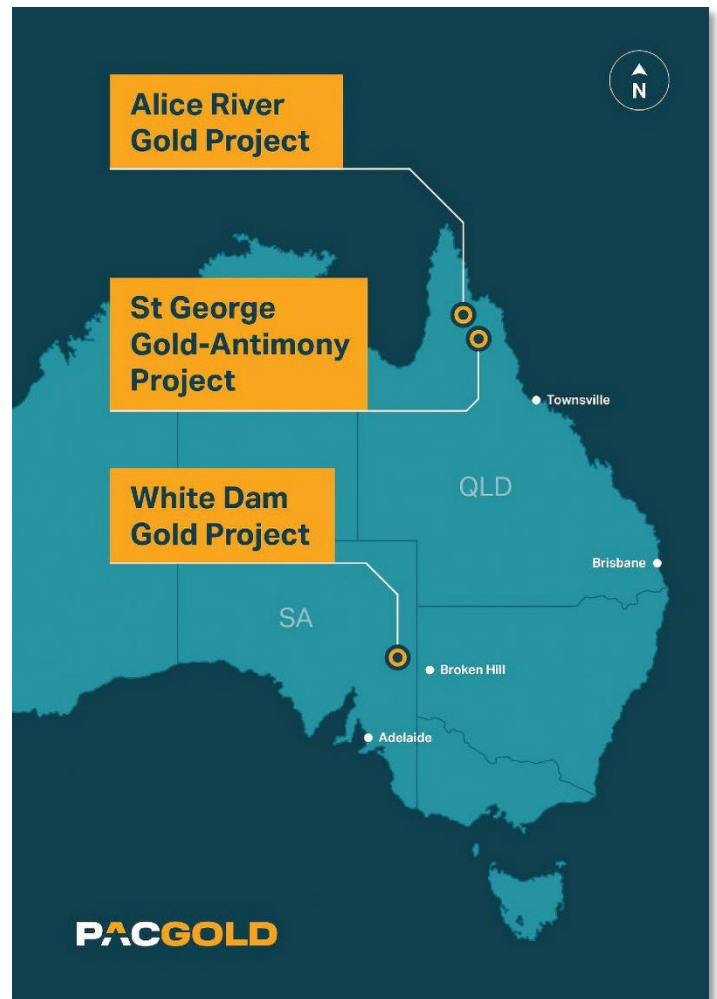 Alice River
Gold Project
N
St George
Gold-Antimony
Project
Townsville
White Dam
Gold Project
QLD
Brisbane
SA
Broken Hill
Adelaide
PACGOLD